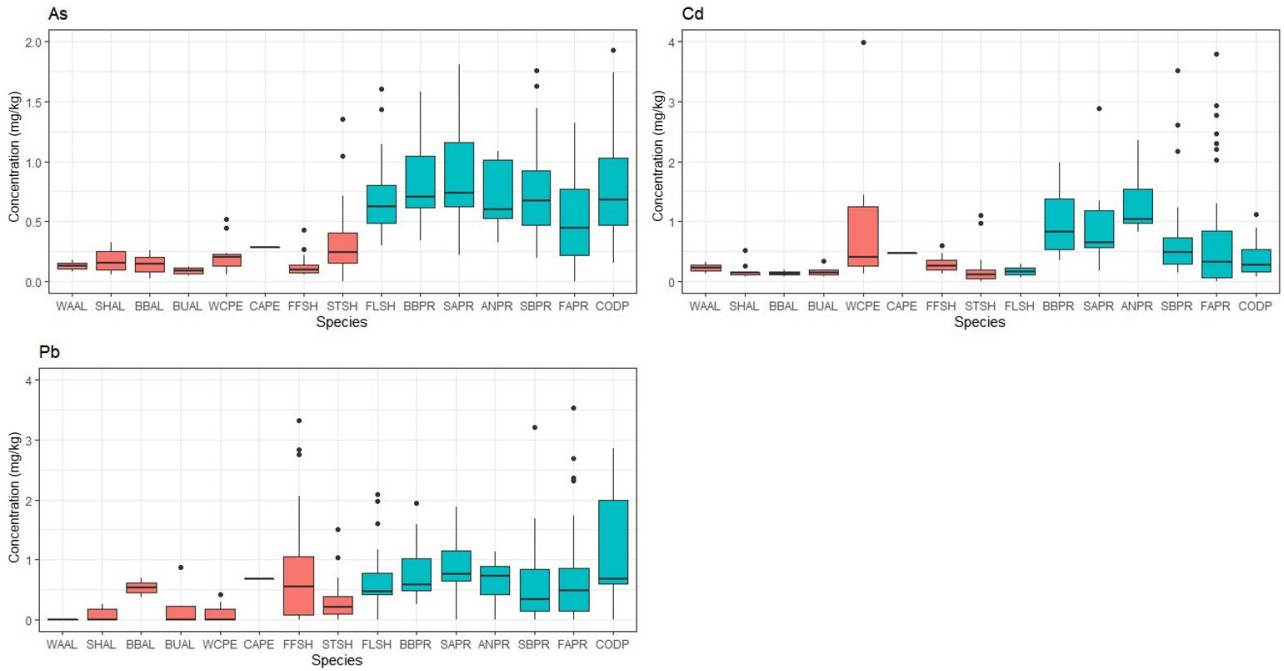 As
Concentration (mg/kg)
2.0
1.5
1.0
0.5
0.0
WAAL SHAL BBAL BUAL WCPE CAPE FFSH STSH FLSH BBPR SAPR ANPR SBPR FAPR CODP
Species
Cd
Concentration (mg/kg)
4
3
2
1
0
WAAL SHAL BBAL BUAL WCPE CAPE FFSH STSH FLSH BBPR SAPR ANPR SBPR FAPR CODP
Species
Pb
Concentration (mg/kg)
4
3
2
1
0
WAAL SHAL BBAL BUAL WCPE CAPE FFSH STSH FLSH BBPR SAPR ANPR SBPR FAPR CODP
Species